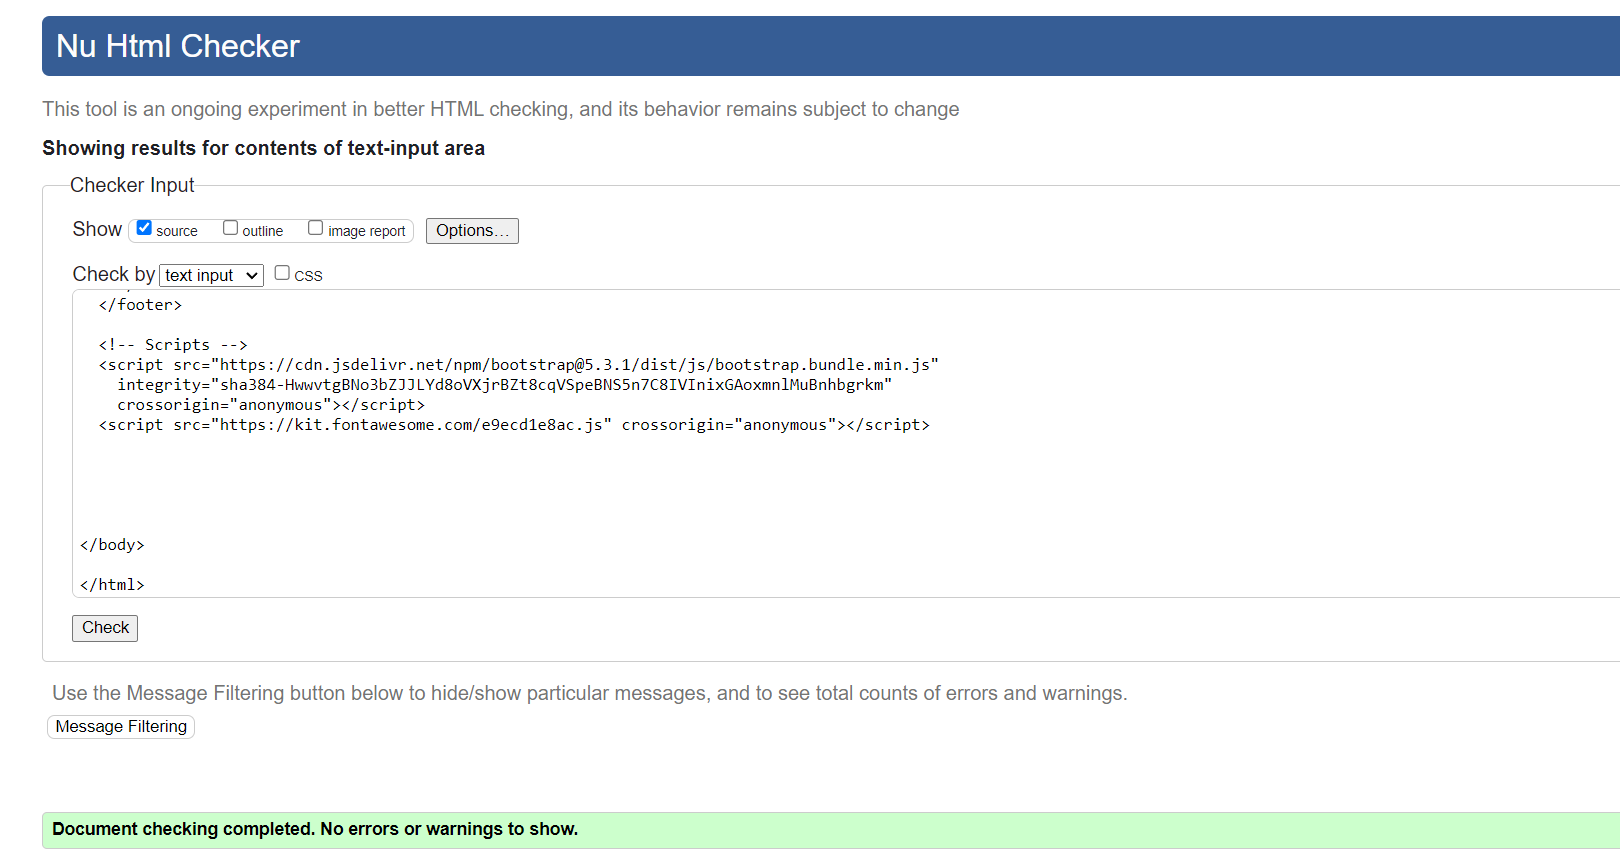 Nu Html Checker
This tool is an ongoing experiment in better HTML checking, and its behavior remains subject to change
Showing results for contents of text-input area
Checker Input
Show source outline image report Options...
Check by text input CSS
</footer>
<!-- Scripts -->
<script src="https://cdn.jsdelivr.net/npm/bootstrap@5.3.1/dist/js/bootstrap.bundle.min.js"
integrity="sha384-HwwvtgBNo3bZJJLYd8oVXjrBZt8cqVSpeBNS5n7C8IVInixGAoxmnlMuBnhbgrkm"
crossorigin="anonymous"></script>
<script src="https://kit.fontawesome.com/e9ecd1e8ac.js" crossorigin="anonymous"></script>
</body>
</html>
Check
Use the Message Filtering button below to hide/show particular messages, and to see total counts of errors and warnings.
Message Filtering
Document checking completed. No errors or warnings to show.